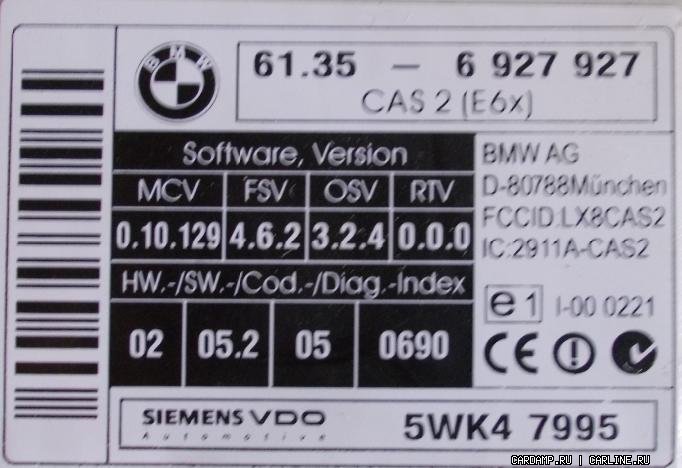 BMW
61.35 – 6 927 927
CAS 2 (E6x)
Software, Version
MCV FSV OSV RTV
0.10.129 4.6.2 3.2.4 0.0.0
HW.-/SW.-/Cod.-/Diag.-Index
02 05.2 05 0690
BMW AG
D-80788München
FCCID:LX8CAS2
IC:2911A-CAS2
e1 I-00 0221
CE
SIEMENS VDO
Automotive
5WK4 7995
CARDAMP.RU | CARLINE.RU